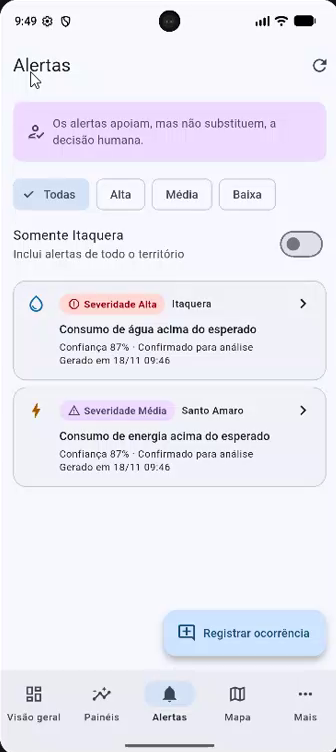 9:49
Alertas
Os alertas apoiam, mas não substituem, a
decisão humana.
Todas
Alta
Média
Baixa
Somente Itaquera
Inclui alertas de todo o território
Severidade Alta Itaquera
Consumo de água acima do esperado
Confiança 87% · Confirmado para análise
Gerado em 18/11 09:46
Severidade Média Santo Amaro
Consumo de energia acima do esperado
Confiança 87% · Confirmado para análise
Gerado em 18/11 09:46
Registrar ocorrência
Visão geral
Painéis
Alertas
Mapa
Mais